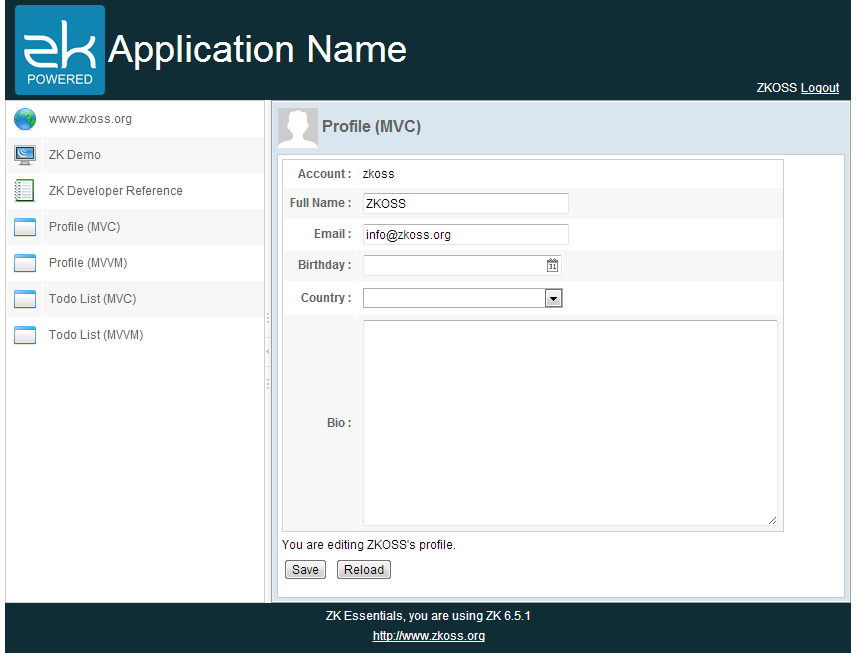 zk
POWERED
Application Name
ZKOSS Logout
www.zkoss.org
ZK Demo
ZK Developer Reference
Profile (MVC)
Profile (MVVM)
Todo List (MVC)
Todo List (MVVM)
Profile (MVC)
Account : zkoss
Full Name : ZKOSS
Email : info@zkoss.org
Birthday :
31
Country :
Bio :
You are editing ZKOSS's profile.
Save Reload
ZK Essentials, you are using ZK 6.5.1
http://www.zkoss.org